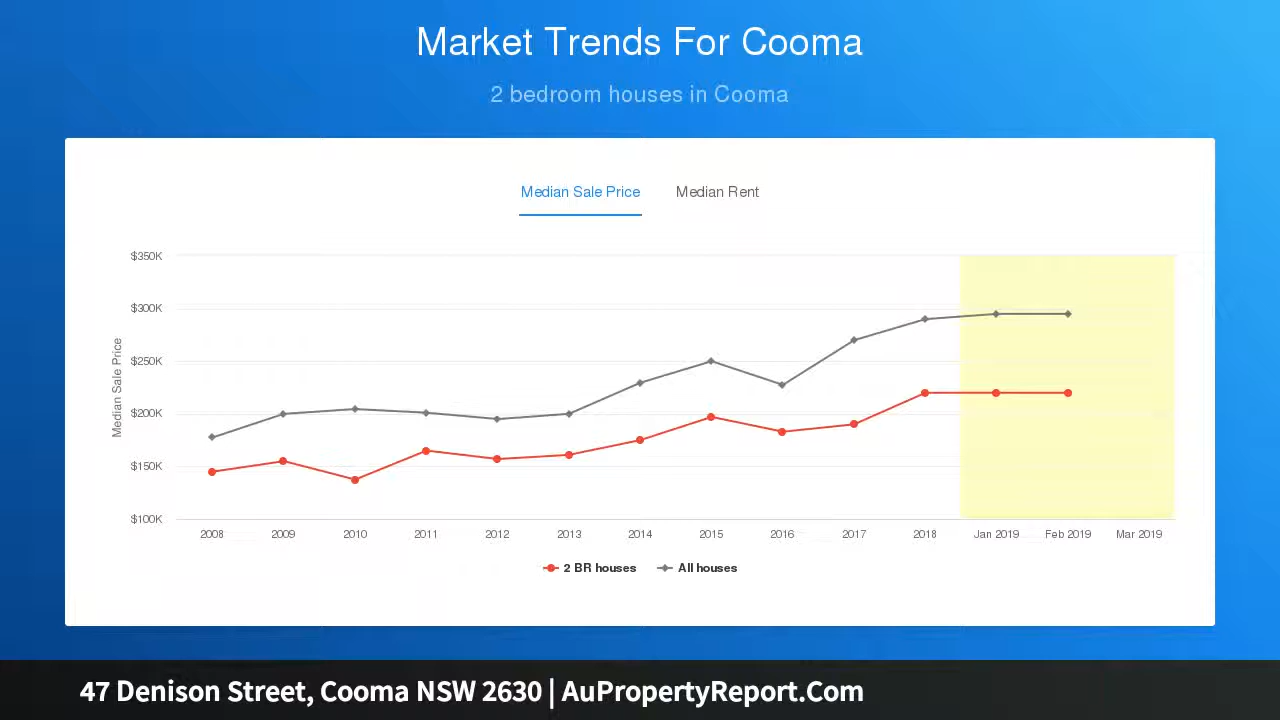 Market Trends For Cooma
2 bedroom houses in Cooma
Median Sale Price Median Rent
Median Sale Price
$350K
$300K
$250K
$200K
$150K
$100K
2008 2009 2010 2011 2012 2013 2014 2015 2016 2017 2018 Jan 2019 Feb 2019 Mar 2019
2 BR houses All houses
47 Denison Street, Cooma NSW 2630 | AuPropertyReport.Com